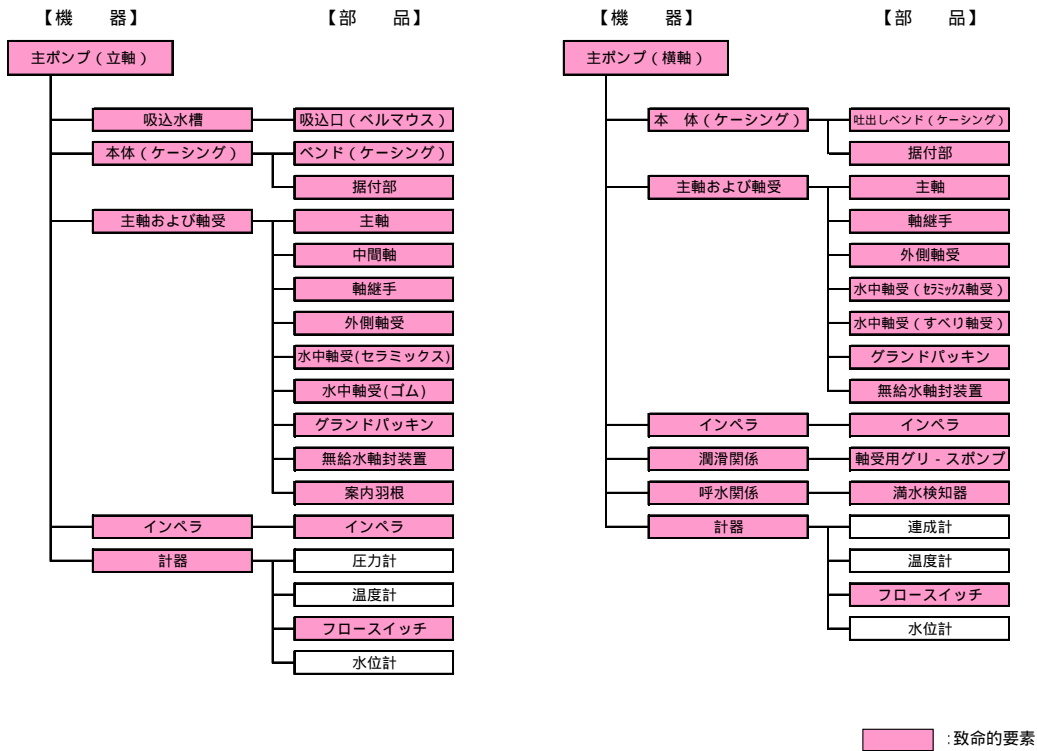 【機　器】
【部　品】
主ポンプ（立軸）
吸込水槽
吸込口（ベルマウス）
本体（ケーシング）
ベンド（ケーシング）
据付部
主軸および軸受
主軸
中間軸
軸継手
外側軸受
水中軸受(セラミックス)
水中軸受(ゴム)
グランドパッキン
無給水軸封装置
案内羽根
インペラ
インペラ
計器
圧力計
温度計
フロースイッチ
水位計
【機　器】
【部　品】
主ポンプ（横軸）
本　体（ケーシング）
吐出しベンド（ケーシング）
据付部
主軸および軸受
主軸
軸継手
外側軸受
水中軸受（ｾﾗﾐｯｸｽ軸受）
水中軸受（すべり軸受）
グランドパッキン
無給水軸封装置
インペラ
インペラ
潤滑関係
軸受用グリ‐スポンプ
呼水関係
満水検知器
計器
連成計
温度計
フロースイッチ
水位計
:致命的要素